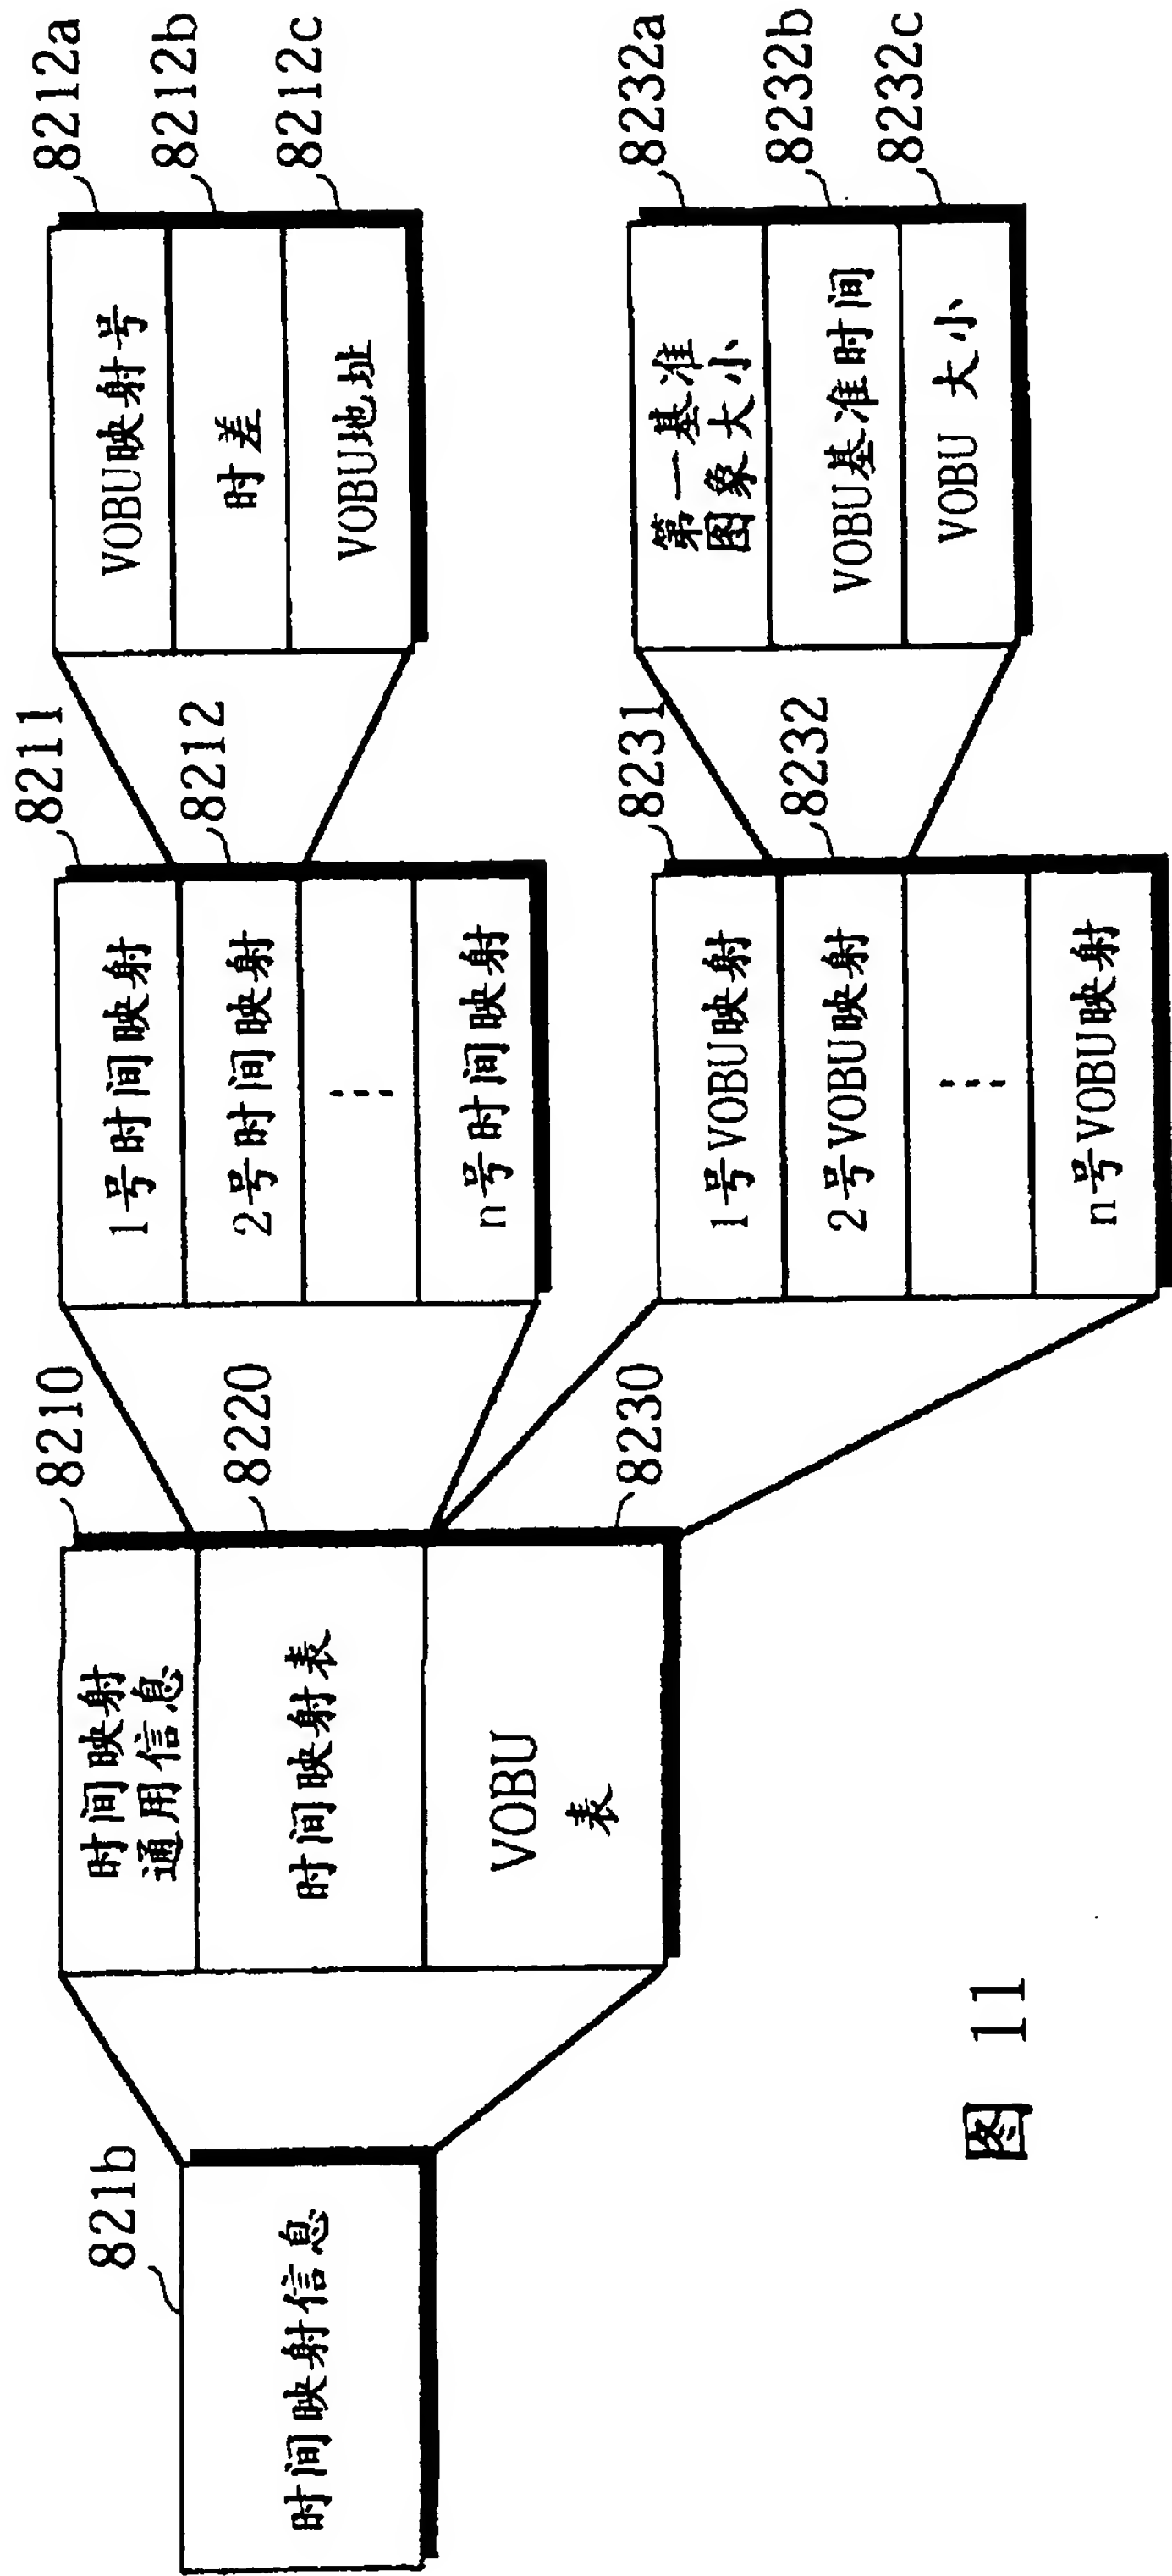 821b
时间映射信息
8210
8220
8230
时间映射
通用信息
时间映射表
VOBU
表
8211
8212
1号时间映射
2号时间映射
⋮
n号时间映射
8231
8232
1号VOBU映射
2号VOBU映射
⋮
n号VOBU映射
8212a
8212b
8212c
VOBU映射号
时差
VOBU地址
8232a
8232b
8232c
第一基准
图象大小
VOBU基准时间
VOBU 大小
图 11